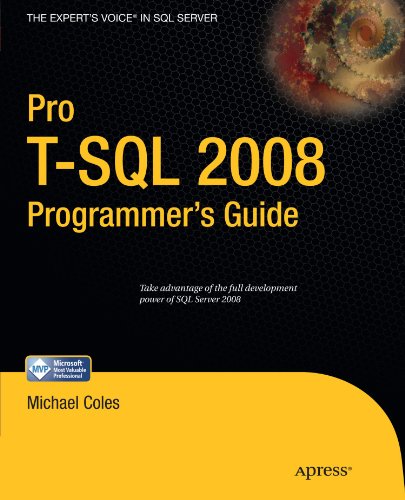 THE EXPERT'S VOICE® IN SQL SERVER
Pro
T-SQL 2008
Programmer's Guide
Take advantage of the full development
power of SQL Server 2008
MVP
Microsoft
Most Valuable
Professional
Michael Coles
Apress®